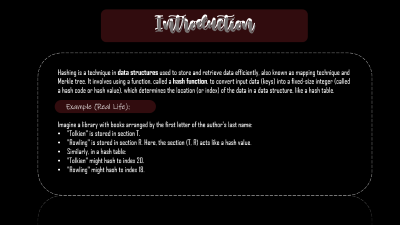 Introduction
Hashing is a technique in data structures used to store and retrieve data efficiently, also known as mapping technique and
Merkle tree. It involves using a function, called a hash function, to convert input data (keys) into a fixed-size integer (called
a hash code or hash value), which determines the location (or index) of the data in a data structure, like a hash table.
Example (Real Life):
Imagine a library with books arranged by the first letter of the author's last name:
• "Tolkien" is stored in section T.
• "Rowling" is stored in section R. Here, the section (T, R) acts like a hash value.
• Similarly, in a hash table:
• "Tolkien" might hash to index 20.
• "Rowling" might hash to index 18.